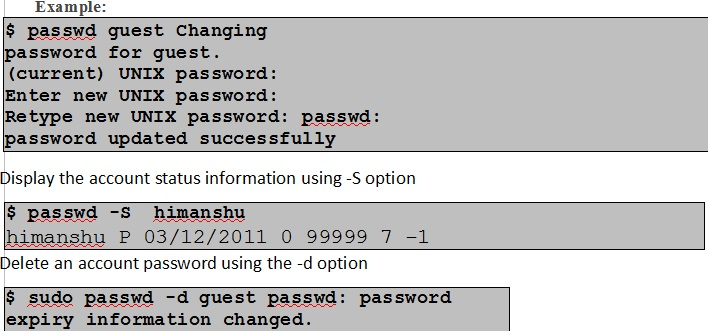 Example:
$ passwd guest Changing
password for guest.
(current) UNIX password:
Enter new UNIX password:
Retype new UNIX password: passwd:
password updated successfully
Display the account status information using -S option
$ passwd -S himanshu
himanshu P 03/12/2011 0 99999 7 –1
Delete an account password using the -d option
$ sudo passwd -d guest passwd: password
expiry information changed.